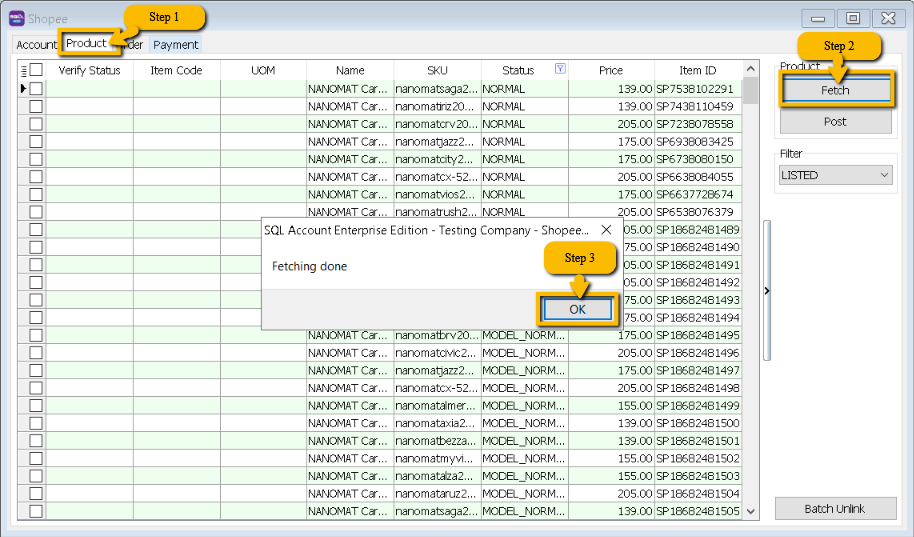 Shopee
Step 1
Account Product rder Payment
Step 2
Verify Status Item Code UOM Name SKU Status Price Item ID
NANOMAT Car... nanomatsaga2... NORMAL 139.00 SP7538102291
NANOMAT Car... nanomatiriz20... NORMAL 139.00 SP7438110459
NANOMAT Car... nanomatcrv20... NORMAL 205.00 SP7238078558
NANOMAT Car... nanomatjazz2... NORMAL 175.00 SP6938083425
NANOMAT Car... nanomatcity2... NORMAL 175.00 SP6738080150
NANOMAT Car... nanomatcx-52... NORMAL 205.00 SP6638084055
NANOMAT Car... nanomatvios2... NORMAL 175.00 SP6637728674
NANOMAT Car... nanomatrush2... NORMAL 205.00 SP6538076379
05.00 SP18682481489
75.00 SP18682481490
05.00 SP18682481491
05.00 SP18682481492
75.00 SP18682481493
75.00 SP18682481494
NANOMAT Car... nanomatbrv20... MODEL_NORM... 175.00 SP18682481495
NANOMAT Car... nanomatcivic2... MODEL_NORM... 205.00 SP18682481496
NANOMAT Car... nanomatjazz2... MODEL_NORM... 175.00 SP18682481497
NANOMAT Car... nanomatcx-52... MODEL_NORM... 205.00 SP18682481498
NANOMAT Car... nanomatalmer... MODEL_NORM... 155.00 SP18682481499
NANOMAT Car... nanomataxia2... MODEL_NORM... 139.00 SP18682481500
NANOMAT Car... nanomatbezza... MODEL_NORM... 139.00 SP18682481501
NANOMAT Car... nanomatmyvi... MODEL_NORM... 155.00 SP18682481502
NANOMAT Car... nanomatalza2... MODEL_NORM... 155.00 SP18682481503
NANOMAT Car... nanomataruz2... MODEL_NORM... 205.00 SP18682481504
NANOMAT Car... nanomatsaga2... MODEL_NORM... 139.00 SP18682481505
SQL Account Enterprise Edition - Testing Company - Shopee...
Fetching done
Step 3
OK
Product
Fetch
Post
Filter
LISTED
Batch Unlink